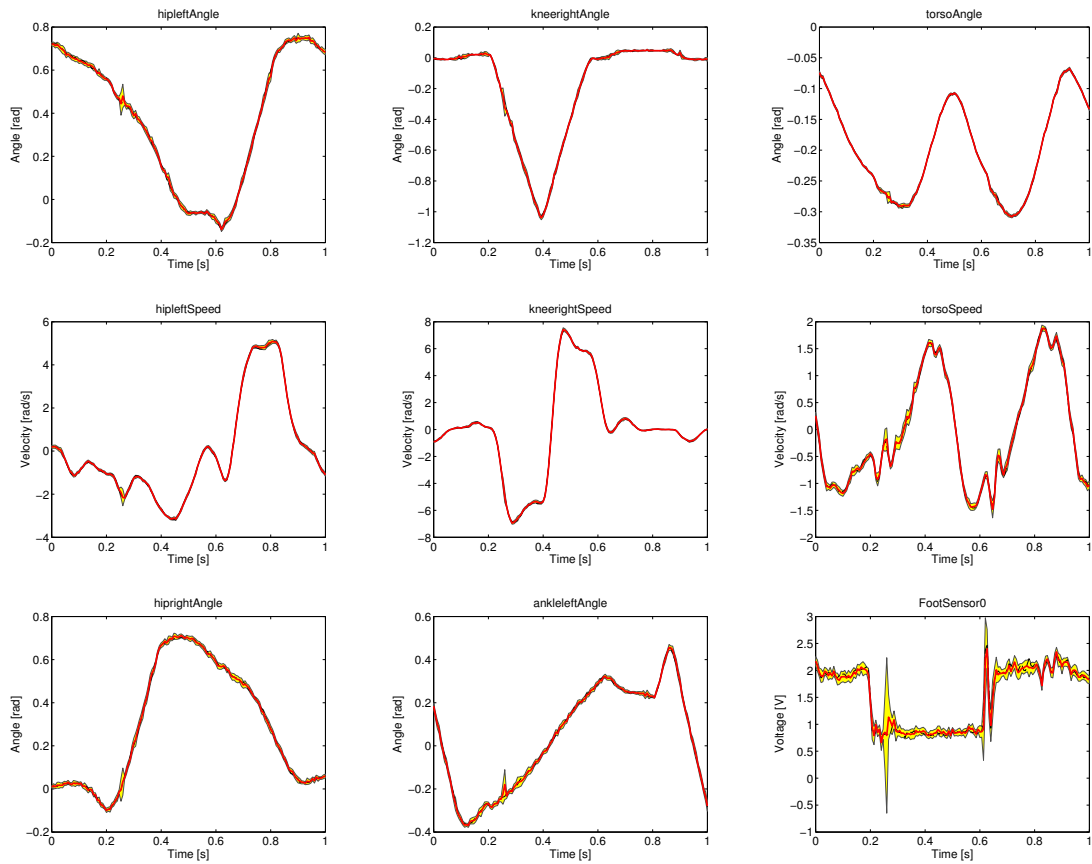 hipleftAngle
0.8
0.6
0.4
0.2
0
−0.2
Angle [rad]
0 0.2 0.4 0.6 0.8 1
Time [s]
kneerightAngle
0.4
0.2
0
0.2
0.4
0.6
0.8
−1
1.2
Angle [rad]
0 0.2 0.4 0.6 0.8 1
Time [s]
torsoAngle
0
−0.05
−0.1
−0.15
−0.2
−0.25
−0.3
−0.35
Angle [rad]
0 0.2 0.4 0.6 0.8 1
Time [s]
hipleftSpeed
6
4
2
0
−2
−4
Velocity [rad/s]
0 0.2 0.4 0.6 0.8 1
Time [s]
kneerightSpeed
8
6
4
2
0
−2
−4
−6
−8
Velocity [rad/s]
0 0.2 0.4 0.6 0.8 1
Time [s]
torsoSpeed
2
1.5
1
0.5
0
−0.5
−1
−1.5
−2
Velocity [rad/s]
0 0.2 0.4 0.6 0.8 1
Time [s]
hiprightAngle
0.8
0.6
0.4
0.2
0
−0.2
Angle [rad]
0 0.2 0.4 0.6 0.8 1
Time [s]
ankleleftAngle
0.6
0.4
0.2
0
−0.2
−0.4
Angle [rad]
0 0.2 0.4 0.6 0.8 1
Time [s]
FootSensor0
3
2.5
2
1.5
1
0.5
0
−0.5
−1
Voltage [V]
0 0.2 0.4 0.6 0.8 1
Time [s]